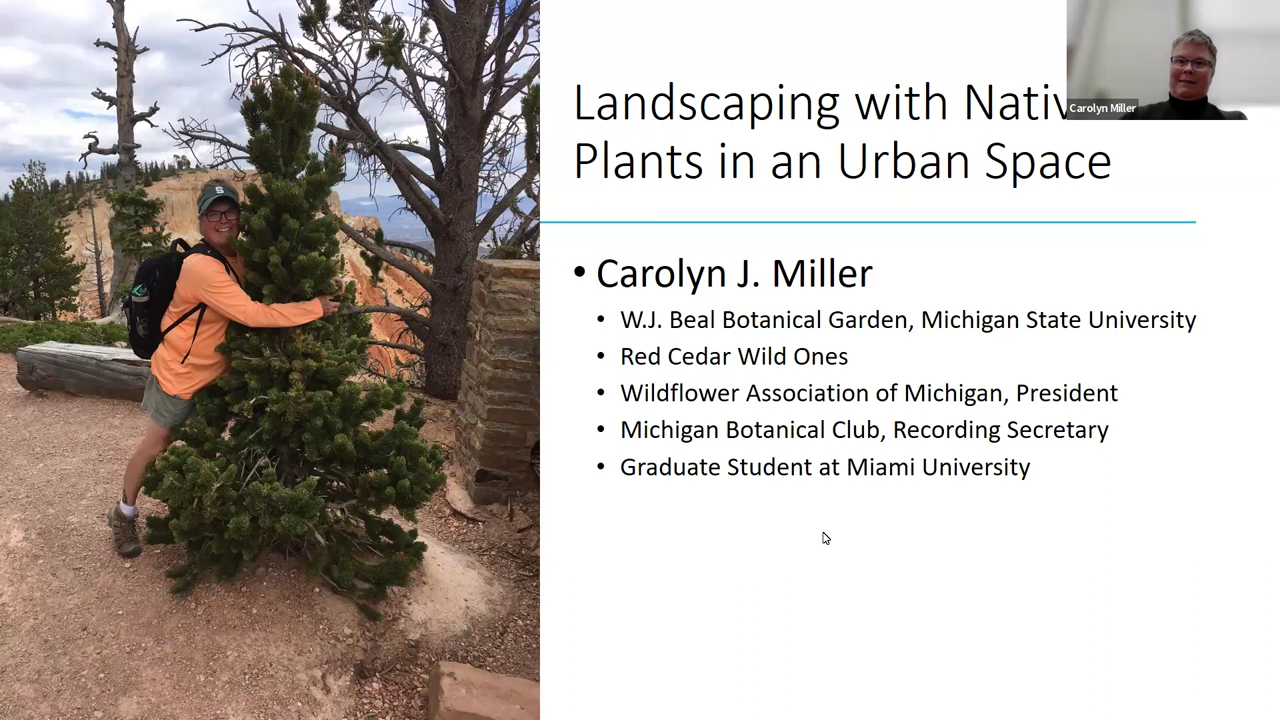 Landscaping with Nativ
Carolyn Miller
Plants in an Urban Space
• Carolyn J. Miller
• W.J. Beal Botanical Garden, Michigan State University
• Red Cedar Wild Ones
• Wildflower Association of Michigan, President
• Michigan Botanical Club, Recording Secretary
• Graduate Student at Miami University
S